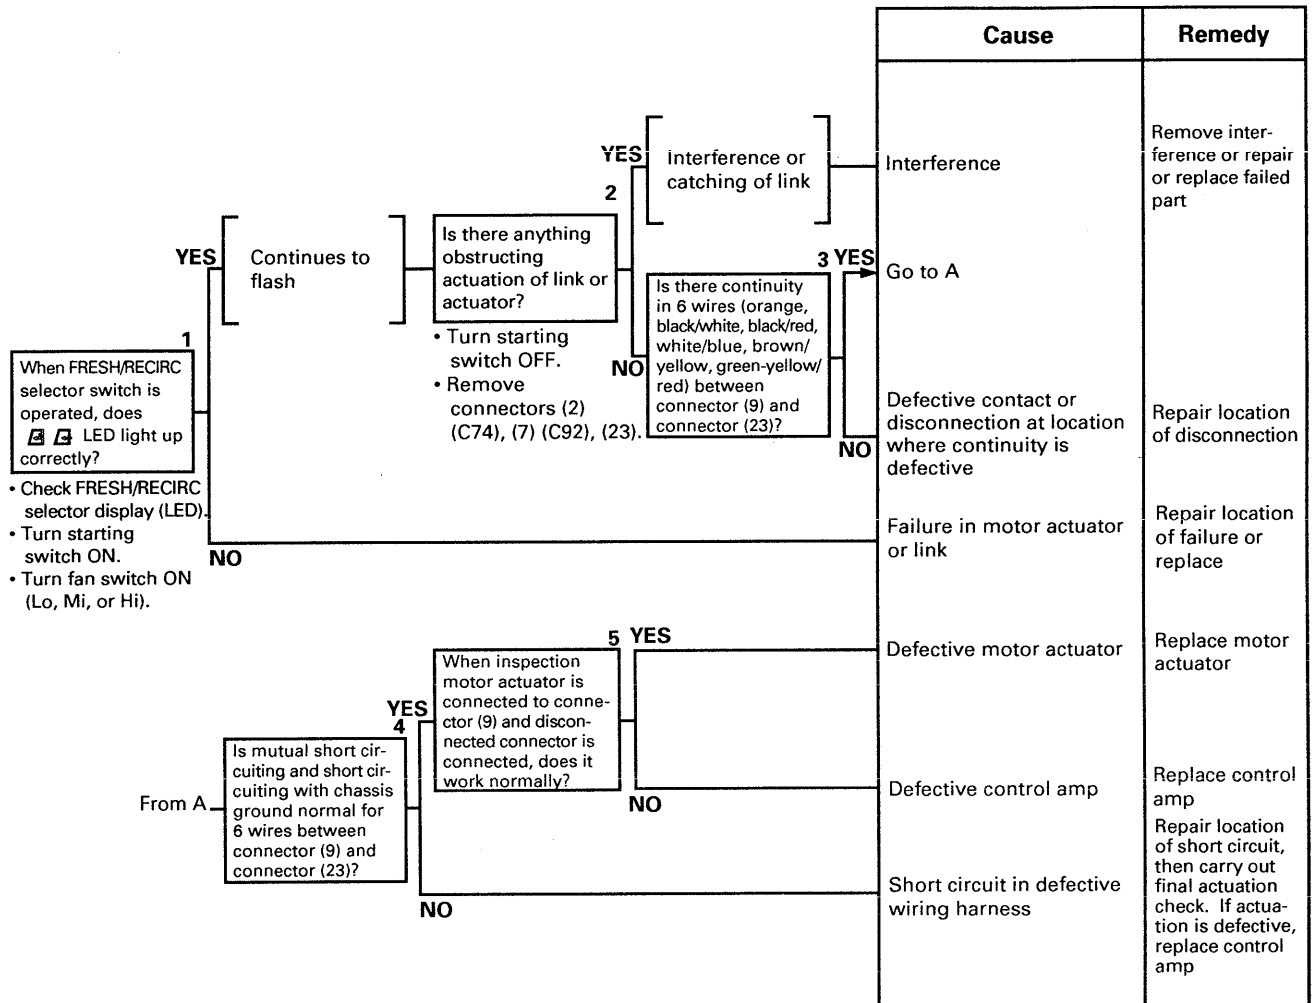 Cause
Remedy
YES
Interference or
catching of link
Interference
Remove inter-
ference or repair
or replace failed
part
2
YES
Continues to
flash
Is there anything
obstructing
actuation of link or
actuator?
• Turn starting
switch OFF.
• Remove
connectors (2)
(C74), (7) (C92), (23).
NO
3 YES
Is there continuity
in 6 wires (orange,
black/white, black/red,
white/blue, brown/
yellow, green-yellow/
red) between
connector (9) and
connector (23)?
Go to A
NO
Defective contact or
disconnection at location
where continuity is
defective
Repair location
of disconnection
1
When FRESH/RECIRC
selector switch is
operated, does
LED light up
correctly?
• Check FRESH/RECIRC
selector display (LED).
• Turn starting
switch ON.
• Turn fan switch ON
(Lo, Mi, or Hi).
NO
Failure in motor actuator
or link
Repair location
of failure or
replace
5 YES
When inspection
motor actuator is
connected to conne-
ctor (9) and discon-
nected connector is
connected, does it
work normally?
Defective motor actuator
Replace motor
actuator
YES
4
From A
Is mutual short cir-
cuiting and short cir-
cuiting with chassis
ground normal for
6 wires between
connector (9) and
connector (23)?
NO
Defective control amp
Replace control
amp
NO
Short circuit in defective
wiring harness
Repair location
of short circuit,
then carry out
final actuation
check. If actua-
tion is defective,
replace control
amp